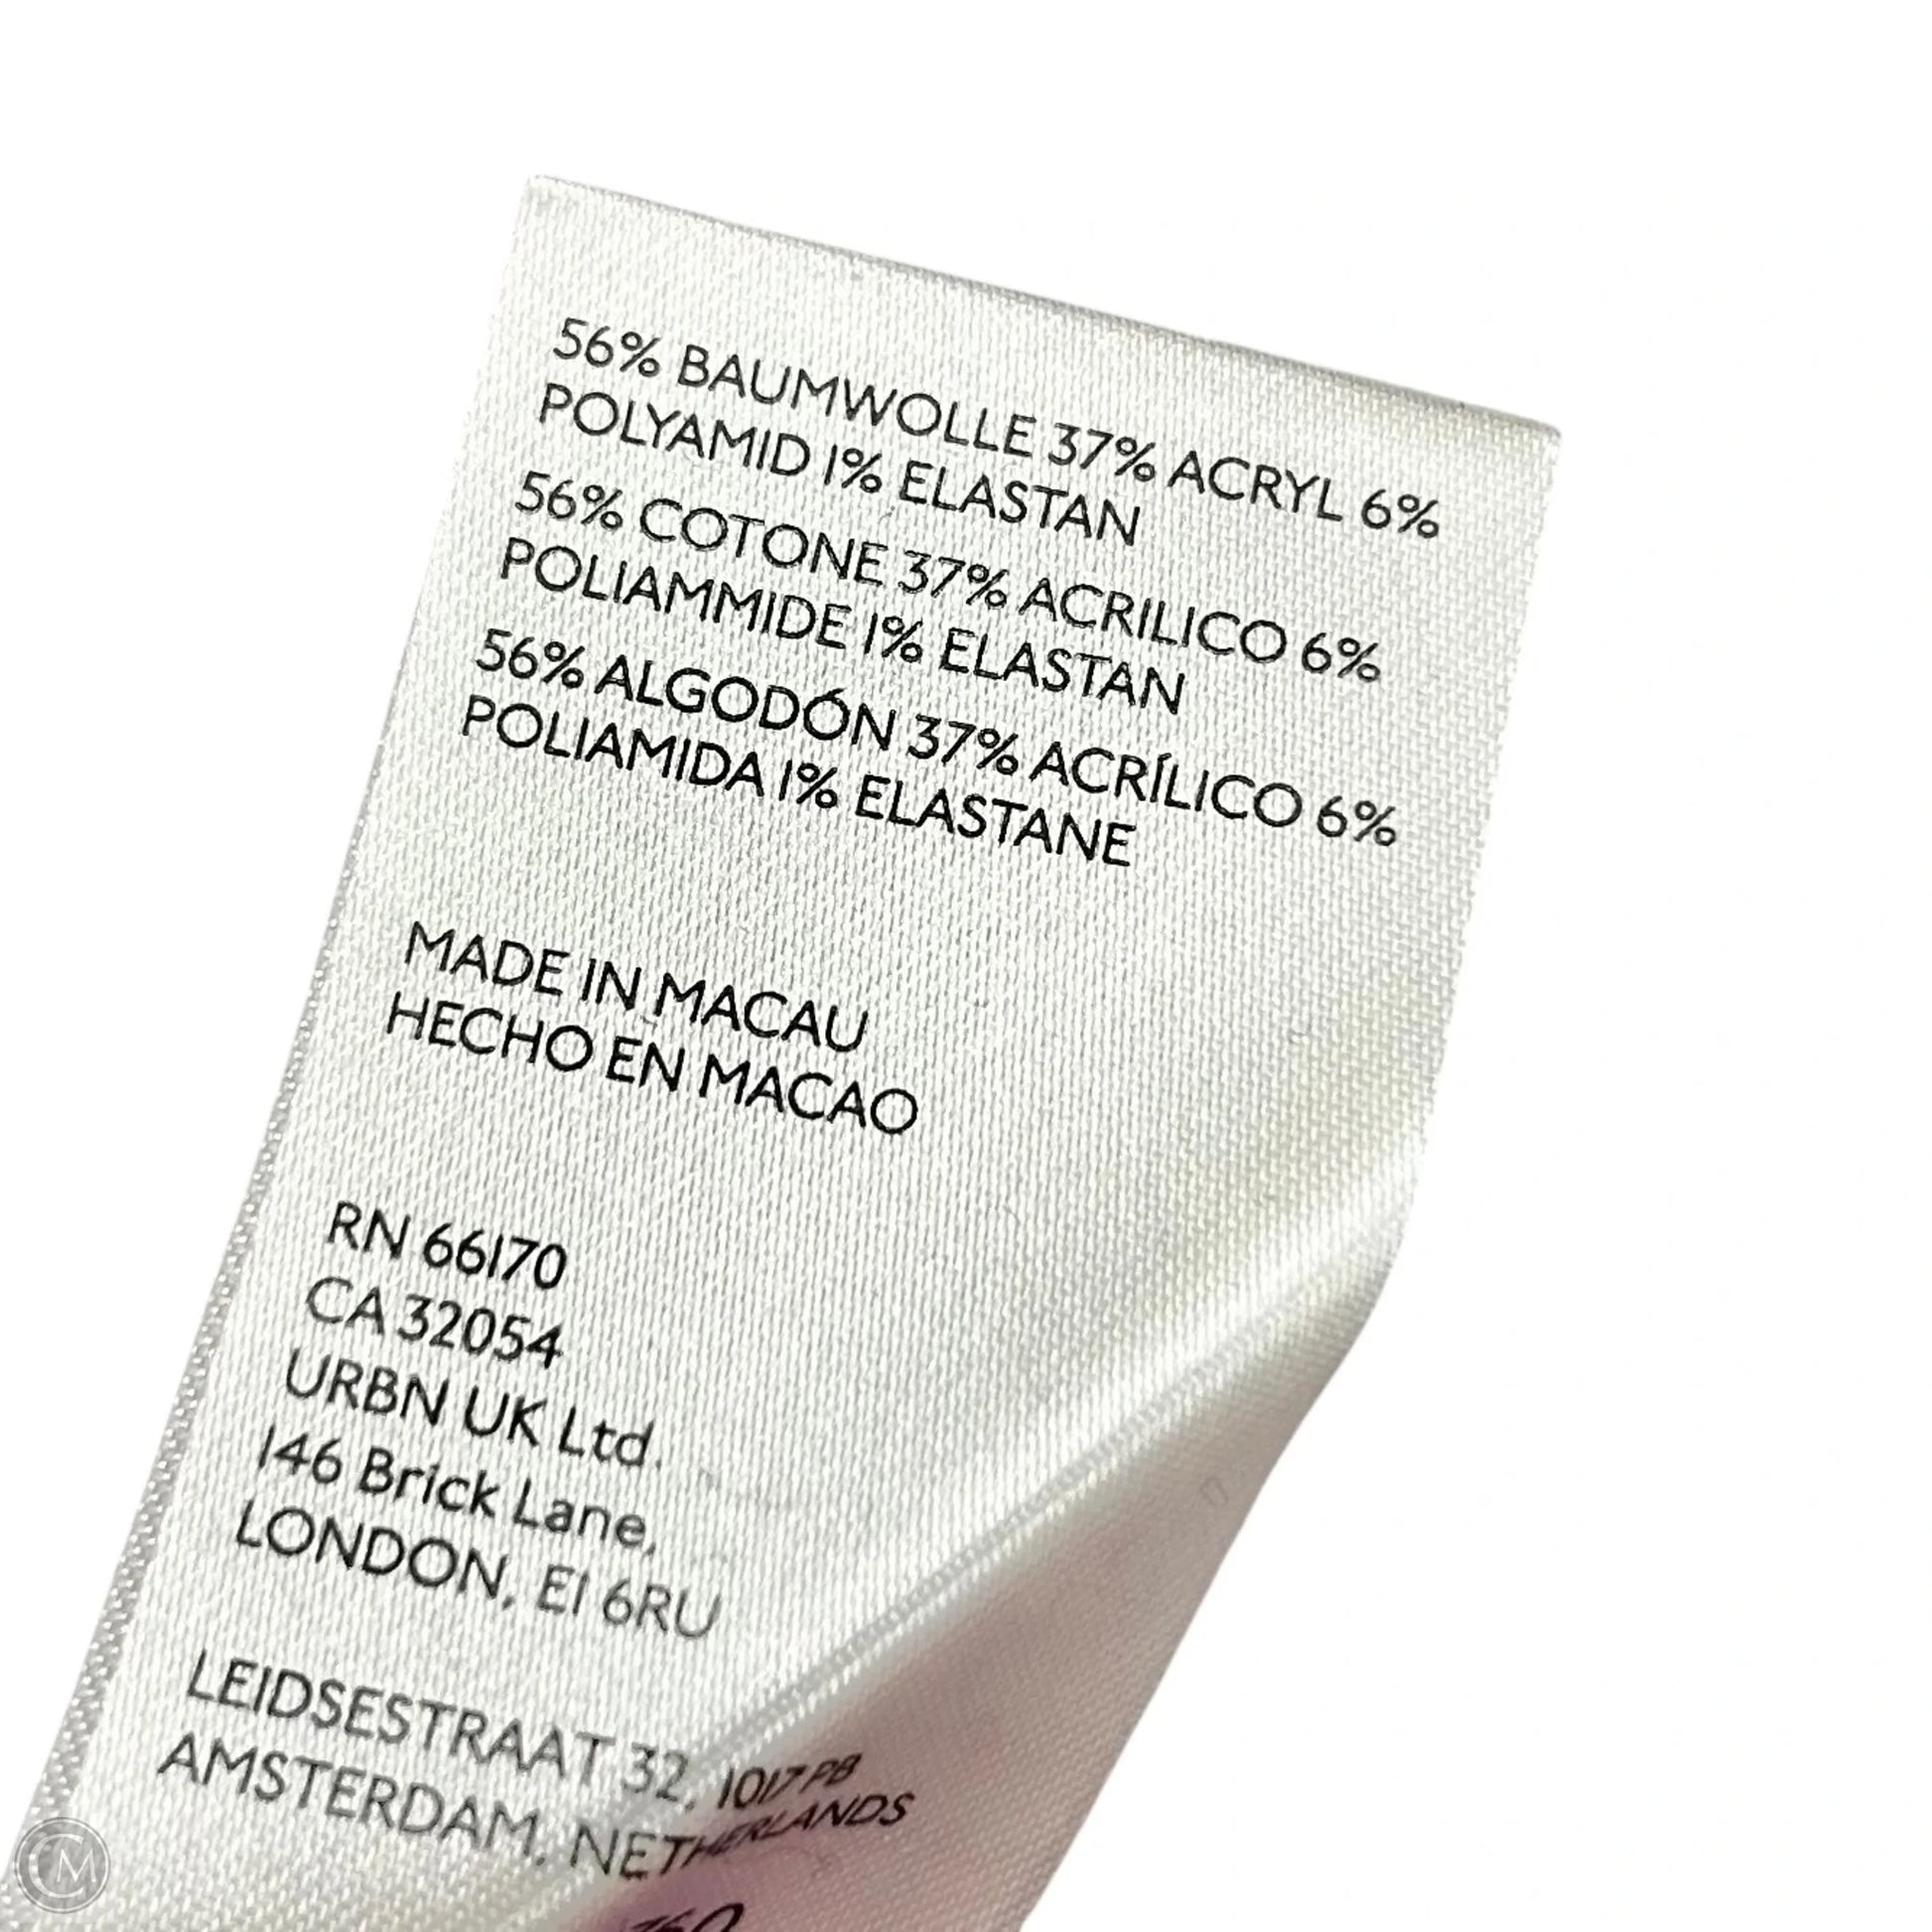 56% BAUMWOLLE 37% ACRYL 6%
POLYAMID 1% ELASTAN
56% COTONE 37% ACRILICO 6%
POLIAMMIDE 1% ELASTAN
56% ALGODÓN 37% ACRÍLICO 6%
POLIAMIDA 1% ELASTANE
MADE IN MACAU
HECHO EN MACAO
RN 66170
CA 32054
URBN UK Ltd.
146 Brick Lane,
LONDON, E1 6RU
LEIDSESTRAAT 32, 1017 PB
AMSTERDAM, NETHERLANDS
CM